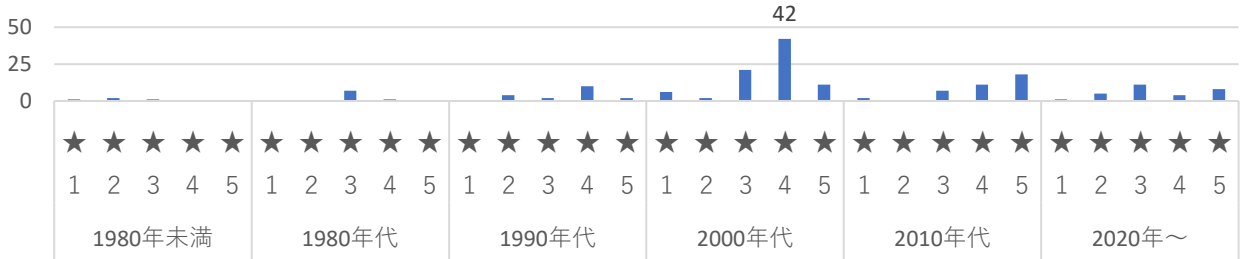 42
50
25
0
★ ★ ★ ★ ★ ★ ★ ★ ★ ★ ★ ★ ★ ★ ★ ★ ★ ★ ★ ★ ★ ★ ★ ★ ★ ★ ★ ★ ★ ★
1 2 3 4 5 1 2 3 4 5 1 2 3 4 5 1 2 3 4 5 1 2 3 4 5 1 2 3 4 5
1980年未満 1980年代 1990年代 2000年代 2010年代 2020年～